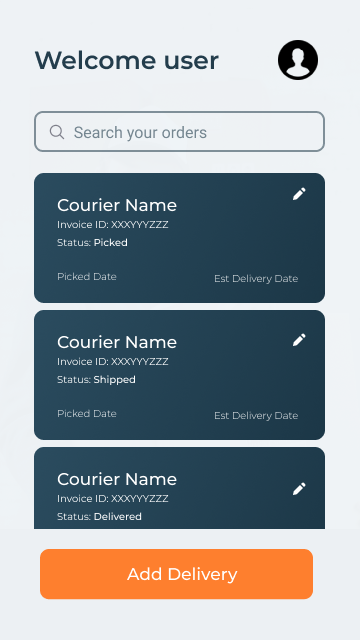 Welcome user
Search your orders
Courier Name
Invoice ID: XXXYYYZZZ
Status: Picked
Picked Date
Est Delivery Date
Courier Name
Invoice ID: XXXYYYZZZ
Status: Shipped
Picked Date
Est Delivery Date
Courier Name
Invoice ID: XXXYYYZZZ
Status: Delivered
Add Delivery